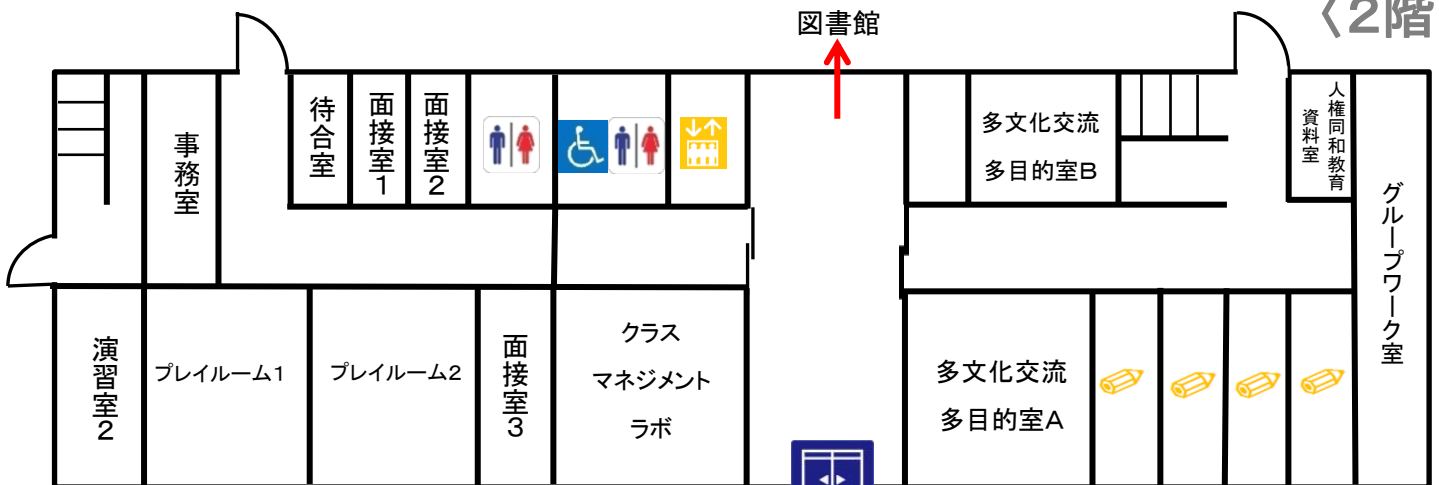 図書館
〈2階
事務室
待合室
面接室1
面接室2
多文化交流
多目的室B
人権同和教育
資料室
グループワーク室
演習室2
プレイルーム1
プレイルーム2
面接室3
クラス
マネジメント
ラボ
多文化交流
多目的室A